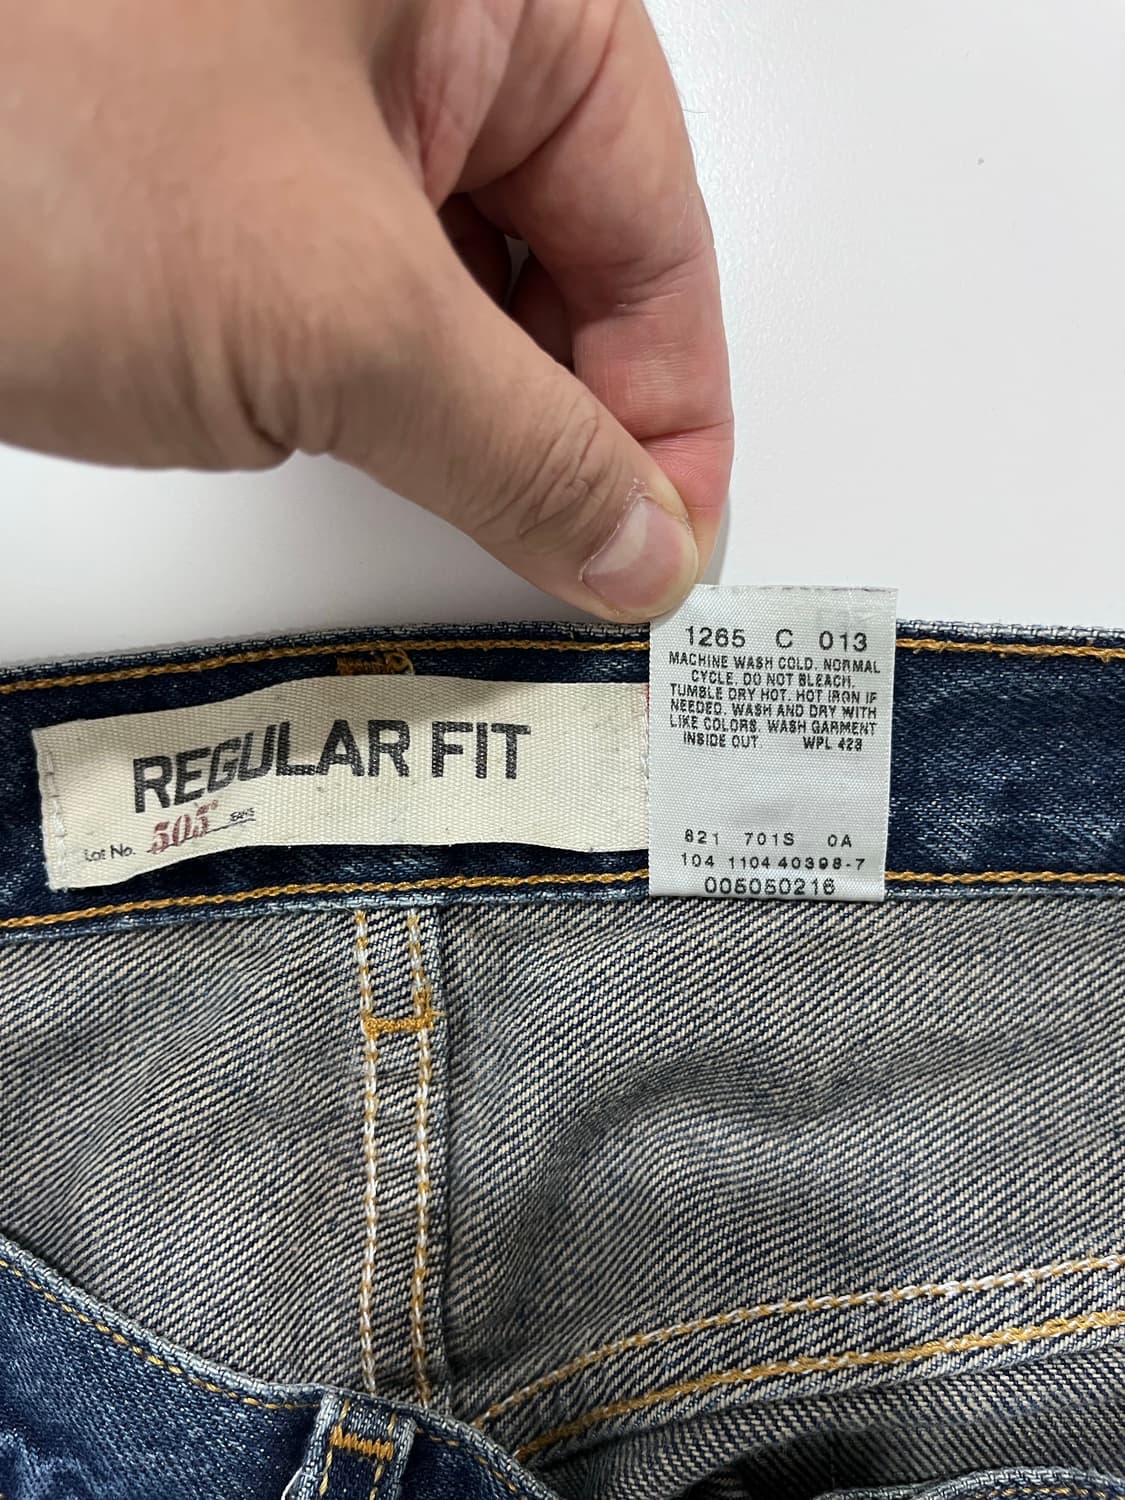 REGULAR FIT
Lot No. 505® JEANS
1265 C 013
MACHINE WASH COLD. NORMAL
CYCLE. DO NOT BLEACH.
TUMBLE DRY HOT. HOT IRON IF
NEEDED. WASH AND DRY WITH
LIKE COLORS. WASH GARMENT
INSIDE OUT. WPL 423
821 701S 0A
104 1104 40398-7
005050216